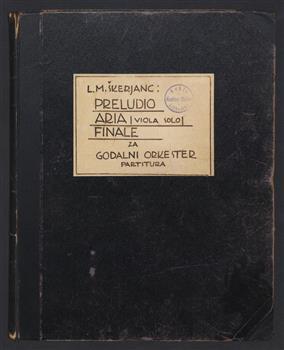 L.M. ŠKERJANC:
PRELUDIO
ARIA | VIOLA SOLO |
FINALE
ZA
GODALNI ORKESTER
PARTITURA